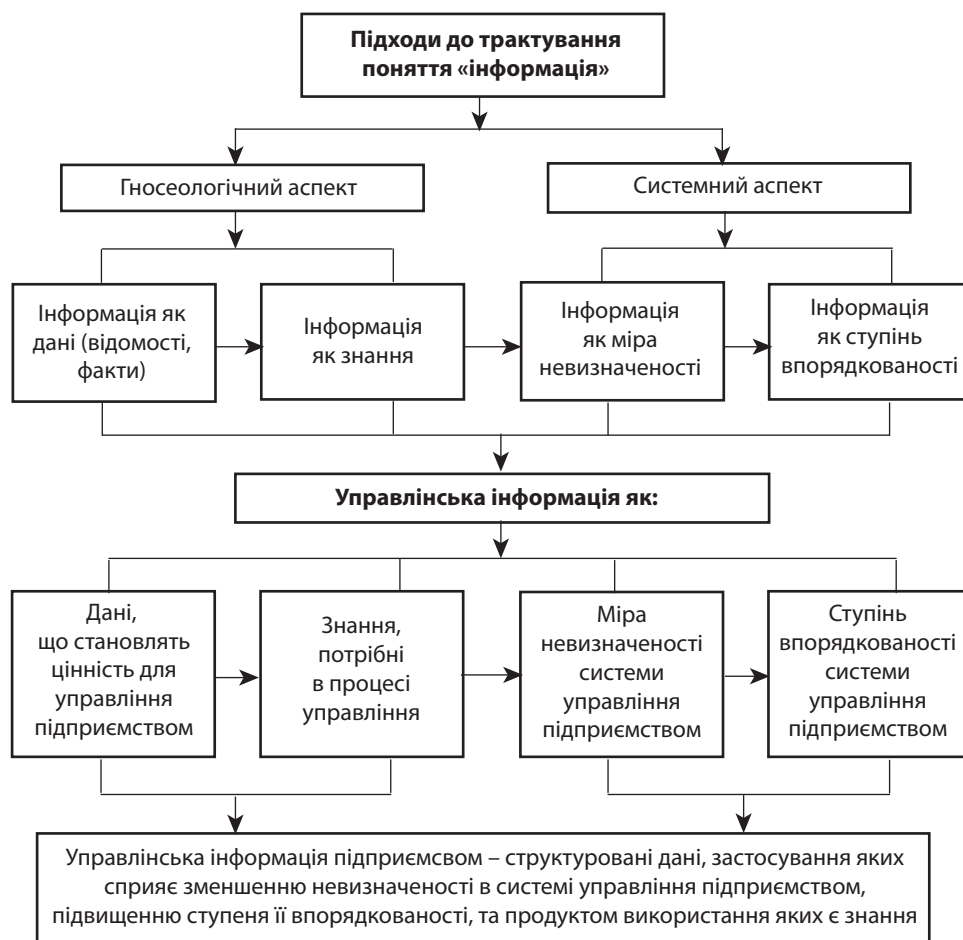 Підходи до трактування
поняття «інформація»
Гносеологічний аспект
Системний аспект
Інформація як
дані (відомості,
факти)
Інформація
як знання
Інформація
як міра
невизначеності
Інформація
як ступінь
впорядкованості
Управлінська інформація як:
Дані,
що становлять
цінність для
управління
підприємством
Знання,
потрібні
в процесі
управління
Міра
невизначеності
системи
управління
підприємством
Ступінь
впорядкованості
системи
управління
підприємством
Управлінська інформація підприємсвом – структуровані дані, застосування яких
сприяє зменшенню невизначеності в системі управління підприємством,
підвищенню ступеня її впорядкованості, та продуктом використання яких є знання